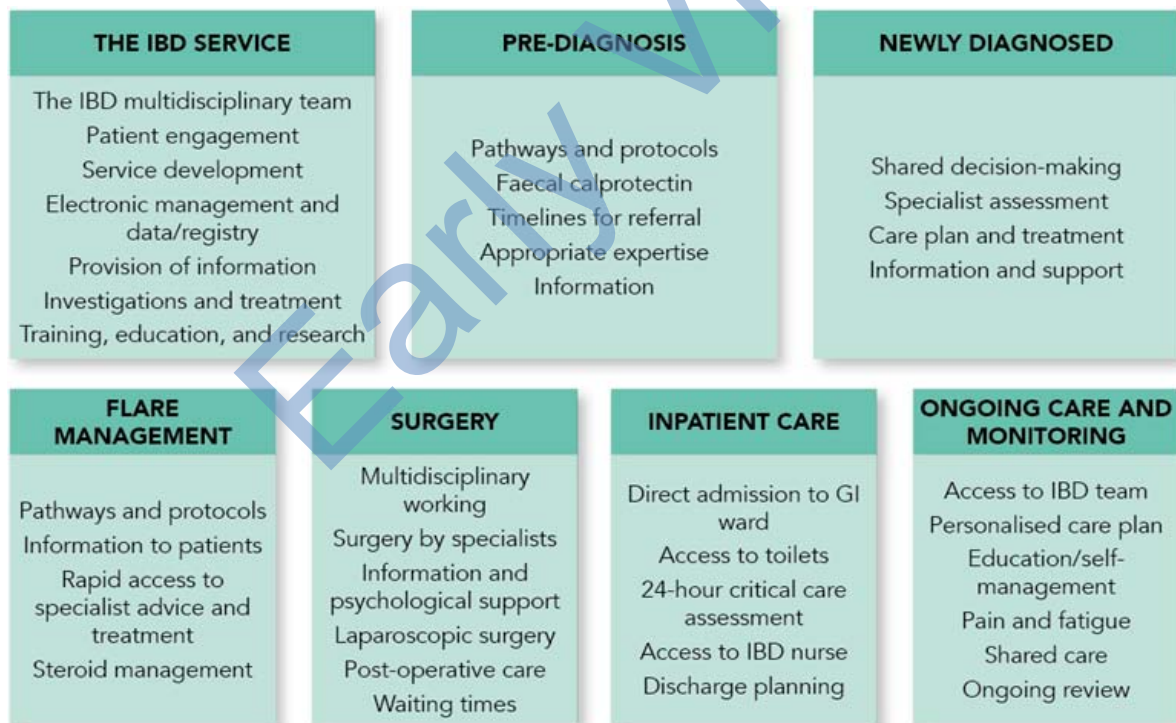 THE IBD SERVICE
The IBD multidisciplinary team
Patient engagement
Service development
Electronic management and
data/registry
Provision of information
Investigations and treatment
Training, education, and research
PRE-DIAGNOSIS
Pathways and protocols
Faecal calprotectin
Timelines for referral
Appropriate expertise
Information
NEWLY DIAGNOSED
Shared decision-making
Specialist assessment
Care plan and treatment
Information and support
FLARE
MANAGEMENT
Pathways and protocols
Information to patients
Rapid access to
specialist advice and
treatment
Steroid management
SURGERY
Multidisciplinary
working
Surgery by specialists
Information and
psychological support
Laparoscopic surgery
Post-operative care
Waiting times
INPATIENT CARE
Direct admission to GI
ward
Access to toilets
24-hour critical care
assessment
Access to IBD nurse
Discharge planning
ONGOING CARE AND
MONITORING
Access to IBD team
Personalised care plan
Education/self-
management
Pain and fatigue
Shared care
Ongoing review
Early